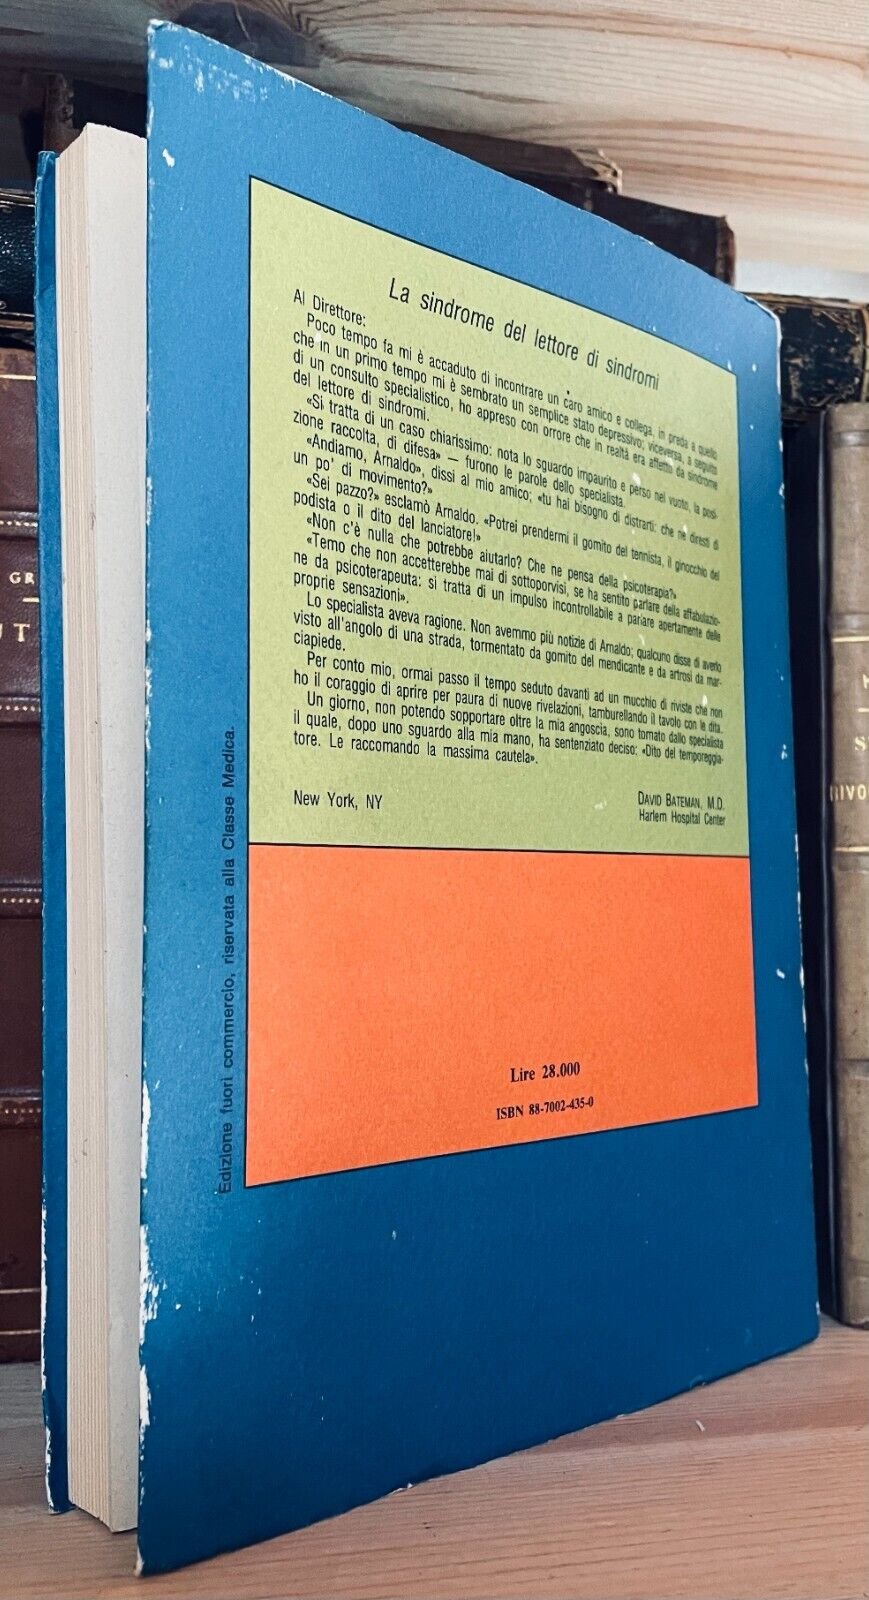 La sindrome del lettore di sindromi
Al Direttore:
Poco tempo fa mi è accaduto di incontrare un caro amico e collega, in preda a quello
che in un primo tempo mi è sembrato un semplice stato depressivo; viceversa, a seguito
di un consulto specialistico, ho appreso con orrore che in realtà era affetto da sindrome
del lettore di sindromi.
«Si tratta di un caso chiarissimo: nota lo sguardo impaurito e perso nel vuoto, la posi-
zione raccolta, di difesa» — furono le parole dello specialista.
«Andiamo, Arnaldo», dissi al mio amico; «tu hai bisogno di distrarti: che ne diresti di
un po' di movimento?»
«Sei pazzo?» esclamò Arnaldo. «Potrei prendermi il gomito del tennista, il ginocchio del
podista o il dito del lanciatore!»
«Non c'è nulla che potrebbe aiutarlo? Che ne pensa della psicoterapia?»
«Temo che non accetterebbe mai di sottoporvisi, se ha sentito parlare della affabulazio-
ne da psicoterapeuta: si tratta di un impulso incontrollabile a parlare apertamente delle
proprie sensazioni».
Lo specialista aveva ragione. Non avemmo più notizie di Arnaldo; qualcuno disse di averlo
visto all'angolo di una strada, tormentato da gomito del mendicante e da artrosi da mar-
ciapiede.
Per conto mio, ormai passo il tempo seduto davanti ad un mucchio di riviste che non
ho il coraggio di aprire per paura di nuove rivelazioni, tamburellando il tavolo con le dita.
Un giorno, non potendo sopportare oltre la mia angoscia, sono tornato dallo specialista
il quale, dopo uno sguardo alla mia mano, ha sentenziato deciso: «Dito del temporeggia-
tore. Le raccomando la massima cautela».
New York, NY
DAVID BATEMAN, M.D.
Harlem Hospital Center
Edizione fuori commercio, riservata alla Classe Medica.
Lire 28.000
ISBN 88-7002-435-0
GR
UT